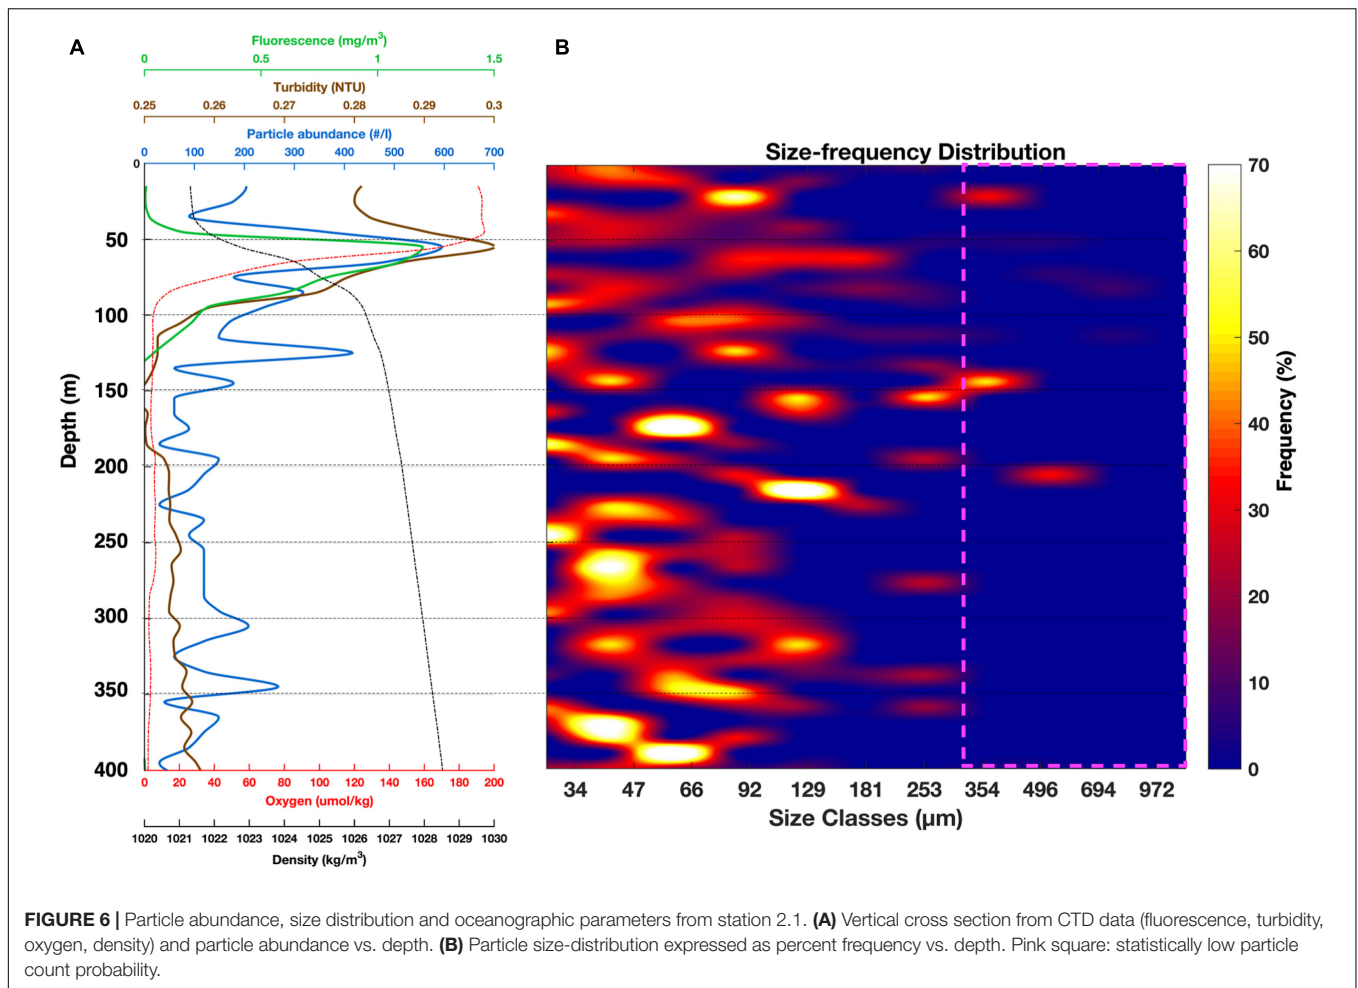 A
B
Fluorescence (mg/m³)
0 0.5 1 1.5
Turbidity (NTU)
0.25 0.26 0.27 0.28 0.29 0.3
Particle abundance (#/l)
0 100 200 300 400 500 600 700
Size-frequency Distribution
0
50
100
150
200
250
300
350
400
Depth (m)
0 20 40 60 80 100 120 140 160 180 200
Oxygen (umol/kg)
1020 1021 1022 1023 1024 1025 1026 1027 1028 1029 1030
Density (kg/m³)
34 47 66 92 129 181 253 354 496 694 972
Size Classes (µm)
70
60
50
40
30
20
10
0
Frequency (%)
FIGURE 6 | Particle abundance, size distribution and oceanographic parameters from station 2.1. (A) Vertical cross section from CTD data (fluorescence, turbidity,
oxygen, density) and particle abundance vs. depth. (B) Particle size-distribution expressed as percent frequency vs. depth. Pink square: statistically low particle
count probability.